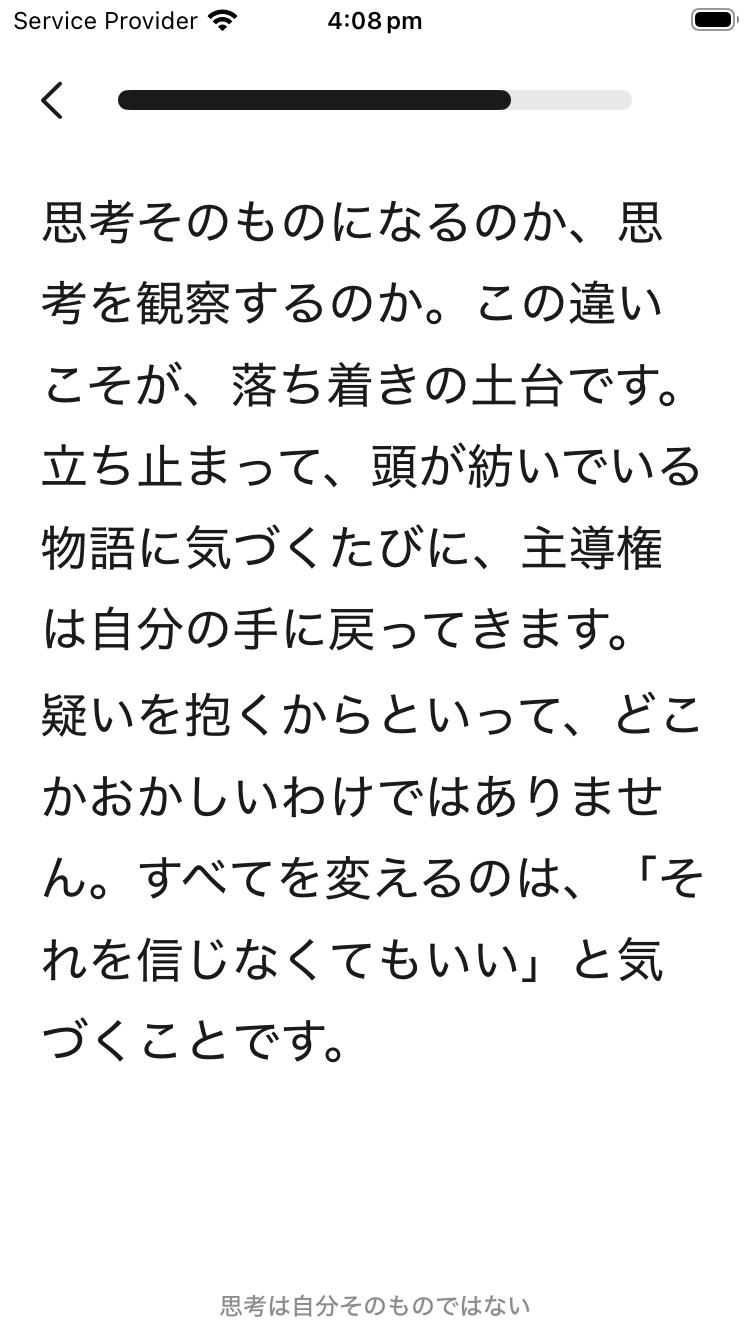 Service Provider 4:08 pm
思考そのものになるのか、思
考を観察するのか。この違い
こそが、落ち着きの土台です。
立ち止まって、頭が紡いでいる
物語に気づくたびに、主導権
は自分の手に戻ってきます。
疑いを抱くからといって、どこ
かおかしいわけではありませ
ん。すべてを変えるのは、「そ
れを信じなくてもいい」と気
づくことです。
思考は自分そのものではない